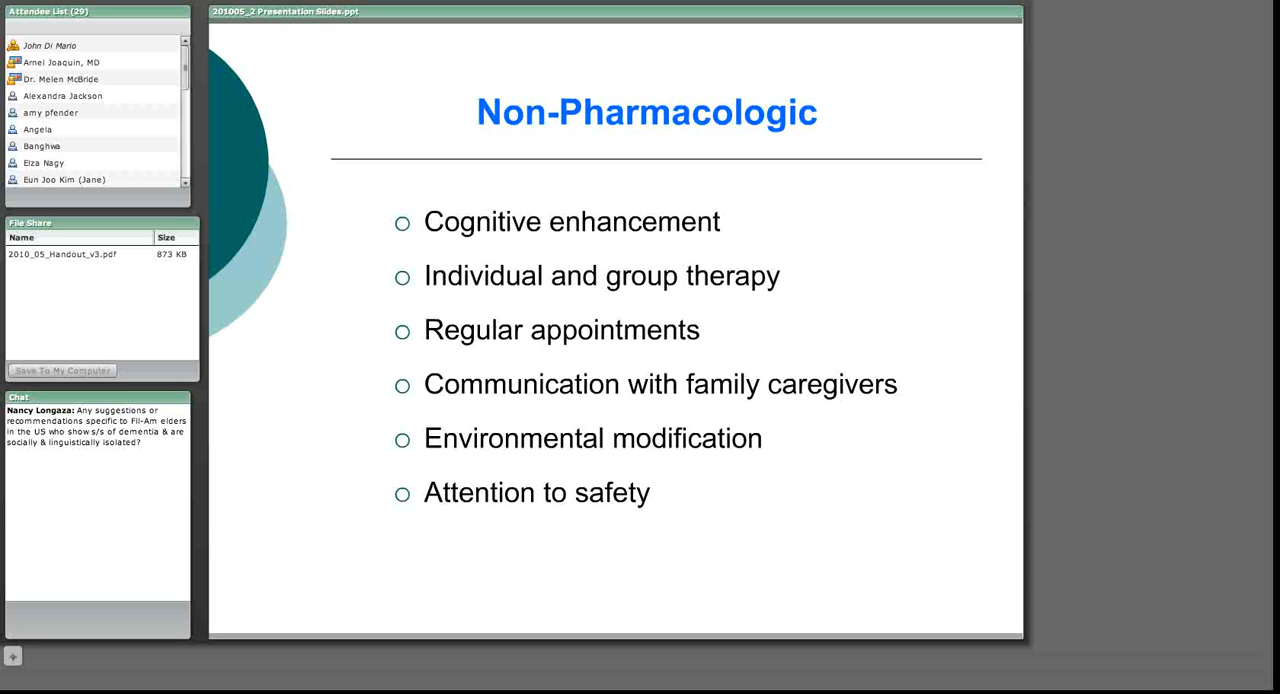 Attendee List (29)
John Di Mario
Arnel Joaquin, MD
Dr. Melen McBride
Alexandra Jackson
amy pfender
Angela
Banghwa
Elza Nagy
Eun Joo Kim (Jane)
File Share
Name Size
2010_05_Handout_v3.pdf 873 KB
Save To My Computer
Chat
Nancy Longaza: Any suggestions or
recommendations specific to Fil-Am elders
in the US who show s/s of dementia & are
socially & linguistically isolated?
201005_2 Presentation Slides.ppt
Non-Pharmacologic
Cognitive enhancement
Individual and group therapy
Regular appointments
Communication with family caregivers
Environmental modification
Attention to safety